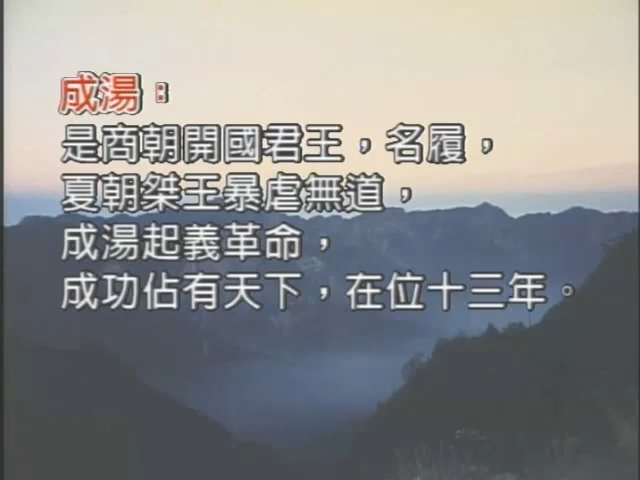 成湯：
是商朝開國君王，名履，
夏朝桀王暴虐無道，
成湯起義革命，
成功佔有天下，在位十三年。